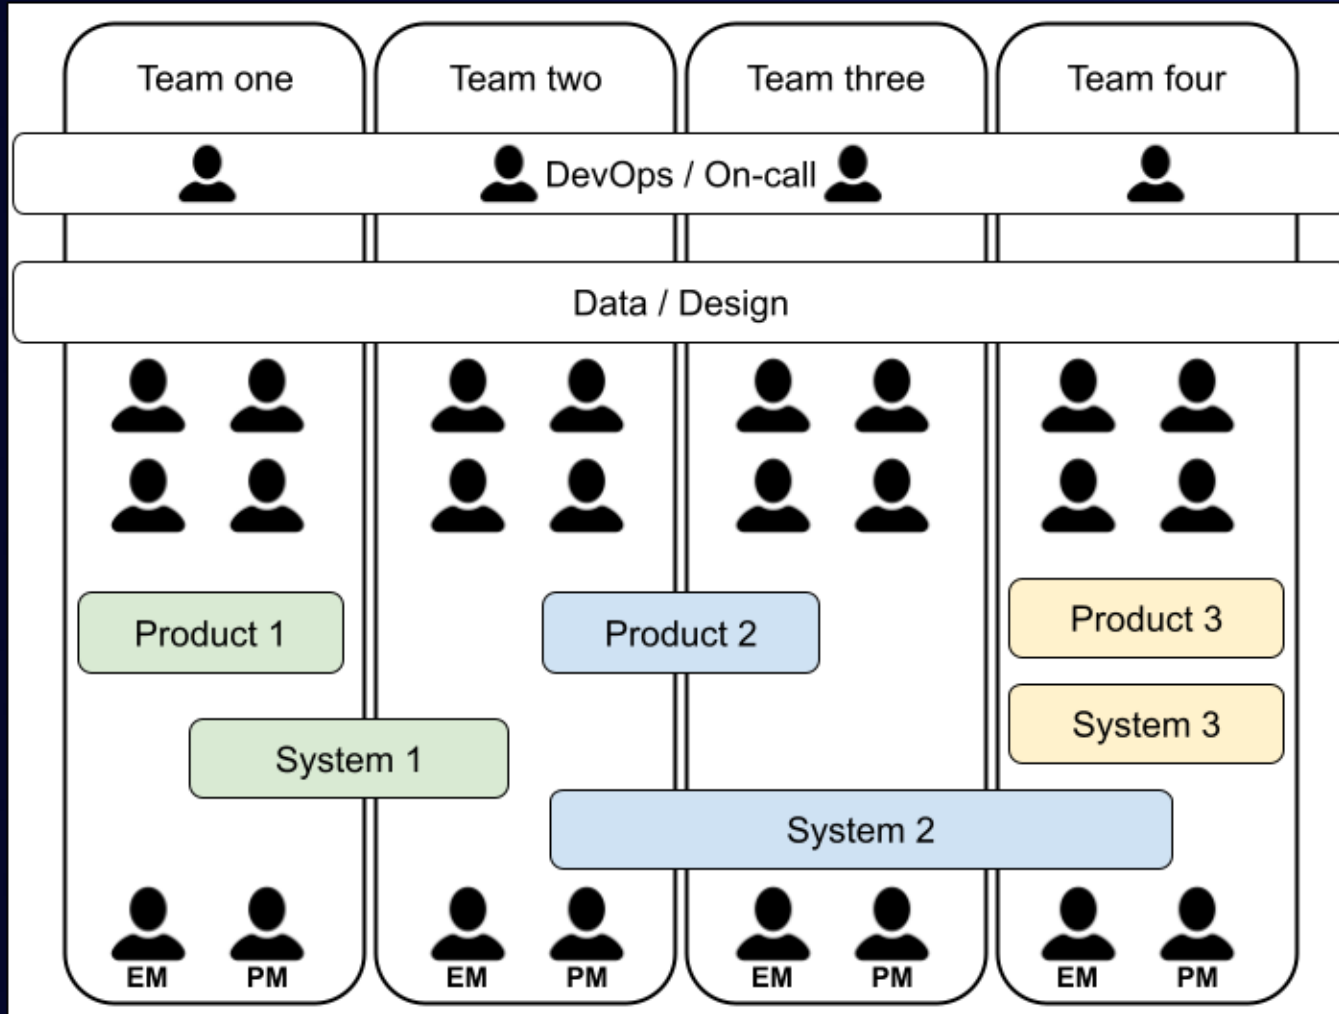 Team one
Team two
Team three
Team four
DevOps / On-call
Data / Design
Product 1
Product 2
Product 3
System 1
System 3
System 2
EM
PM
EM
PM
EM
PM
EM
PM